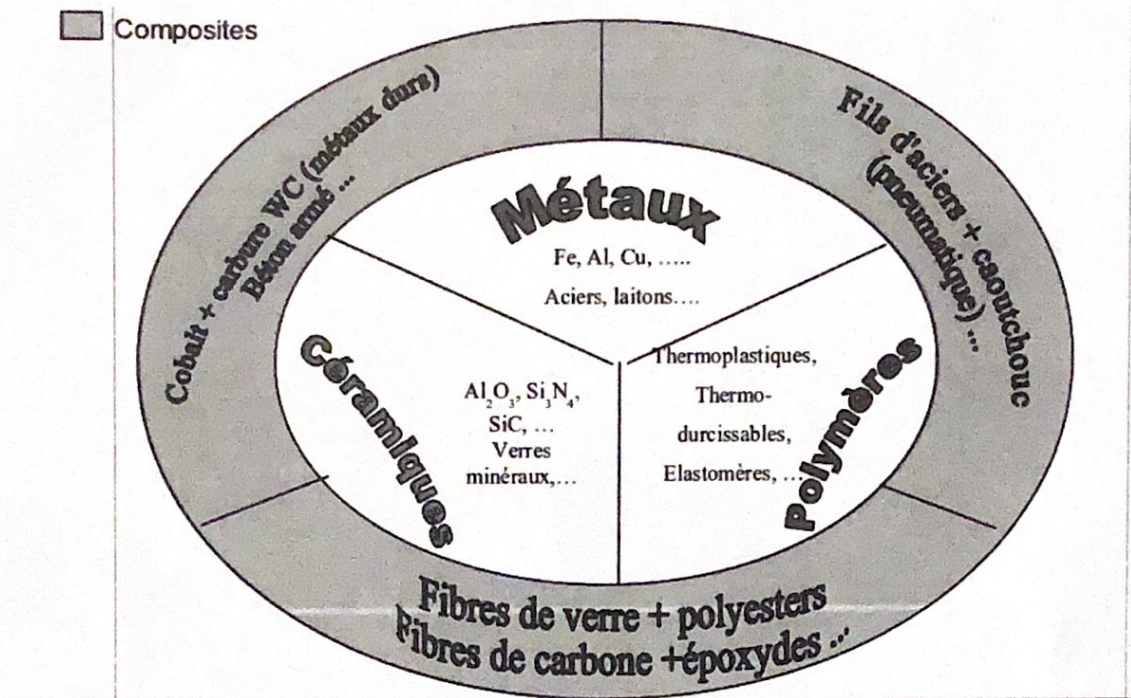 Composites
Cobalt + carbure WC (métaux durs)
Béton armé ...
Fils d'aciers + caoutchouc
(pneumatique) ...
Métaux
Fe, Al, Cu, .....
Aciers, laitons....
Céramiques
Al₂O₃, Si₃N₄,
SiC, ...
Verres
minéraux,...
Thermoplastiques,
Thermo-
durcissables,
Elastomères, ...
Polymères
Fibres de verre + polyesters
Fibres de carbone +époxydes ...